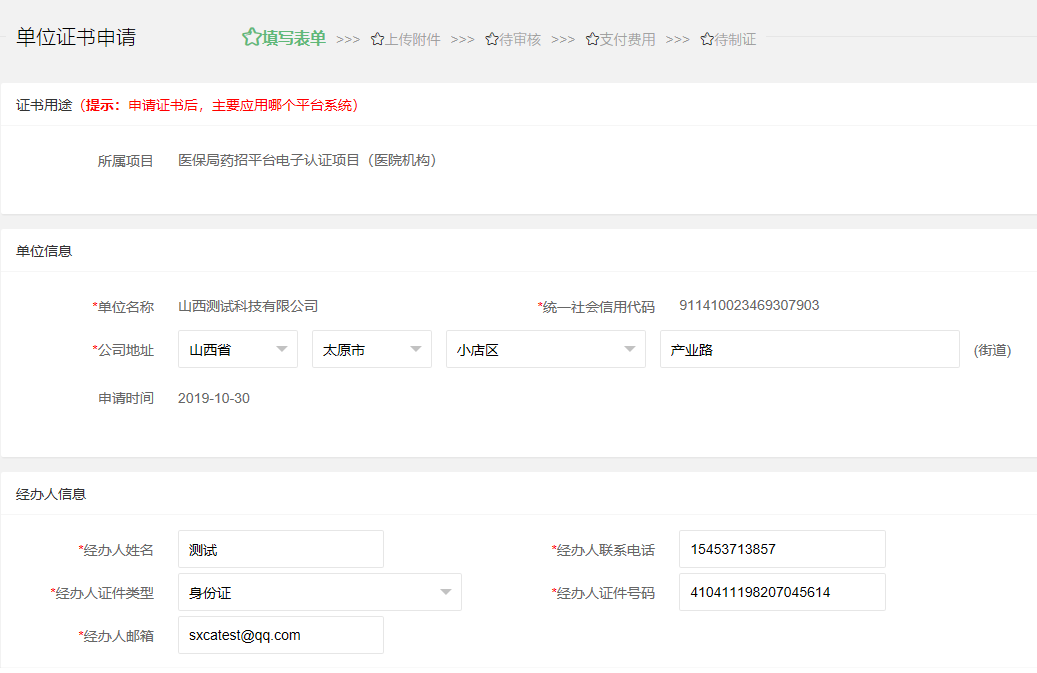 单位证书申请 ☆填写表单 >>> ☆上传附件 >>> ☆待审核 >>> ☆支付费用 >>> ☆待制证
证书用途（提示：申请证书后，主要应用哪个平台系统）
所属项目 医保局药招平台电子认证项目（医院机构）
单位信息
*单位名称 山西测试科技有限公司 *统一社会信用代码 911410023469307903
*公司地址 山西省 太原市 小店区 产业路 (街道)
申请时间 2019-10-30
经办人信息
*经办人姓名 测试 *经办人联系电话 15453713857
*经办人证件类型 身份证 *经办人证件号码 410411198207045614
*经办人邮箱 sxcatest@qq.com